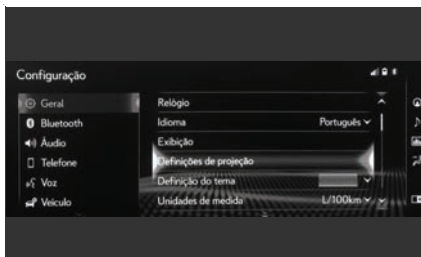 Configuração
Geral
Bluetooth
Áudio
Telefone
Voz
Veículo
Relógio
Idioma Português
Exibição
Definições de projeção
Definição do tema
Unidades de medida L/100km